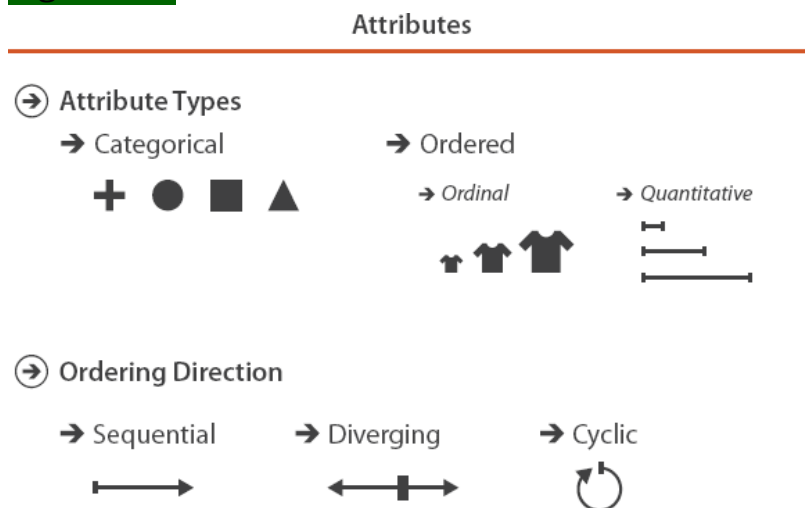 Attributes
Attribute Types
Categorical
Ordered
Ordinal
Quantitative
Ordering Direction
Sequential
Diverging
Cyclic